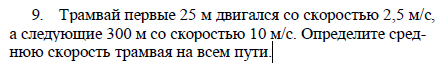 9. Трамвай первые 25 м двигался со скоростью 2,5 м/с,
а следующие 300 м со скоростью 10 м/с. Определите сред-
нюю скорость трамвая на всем пути.